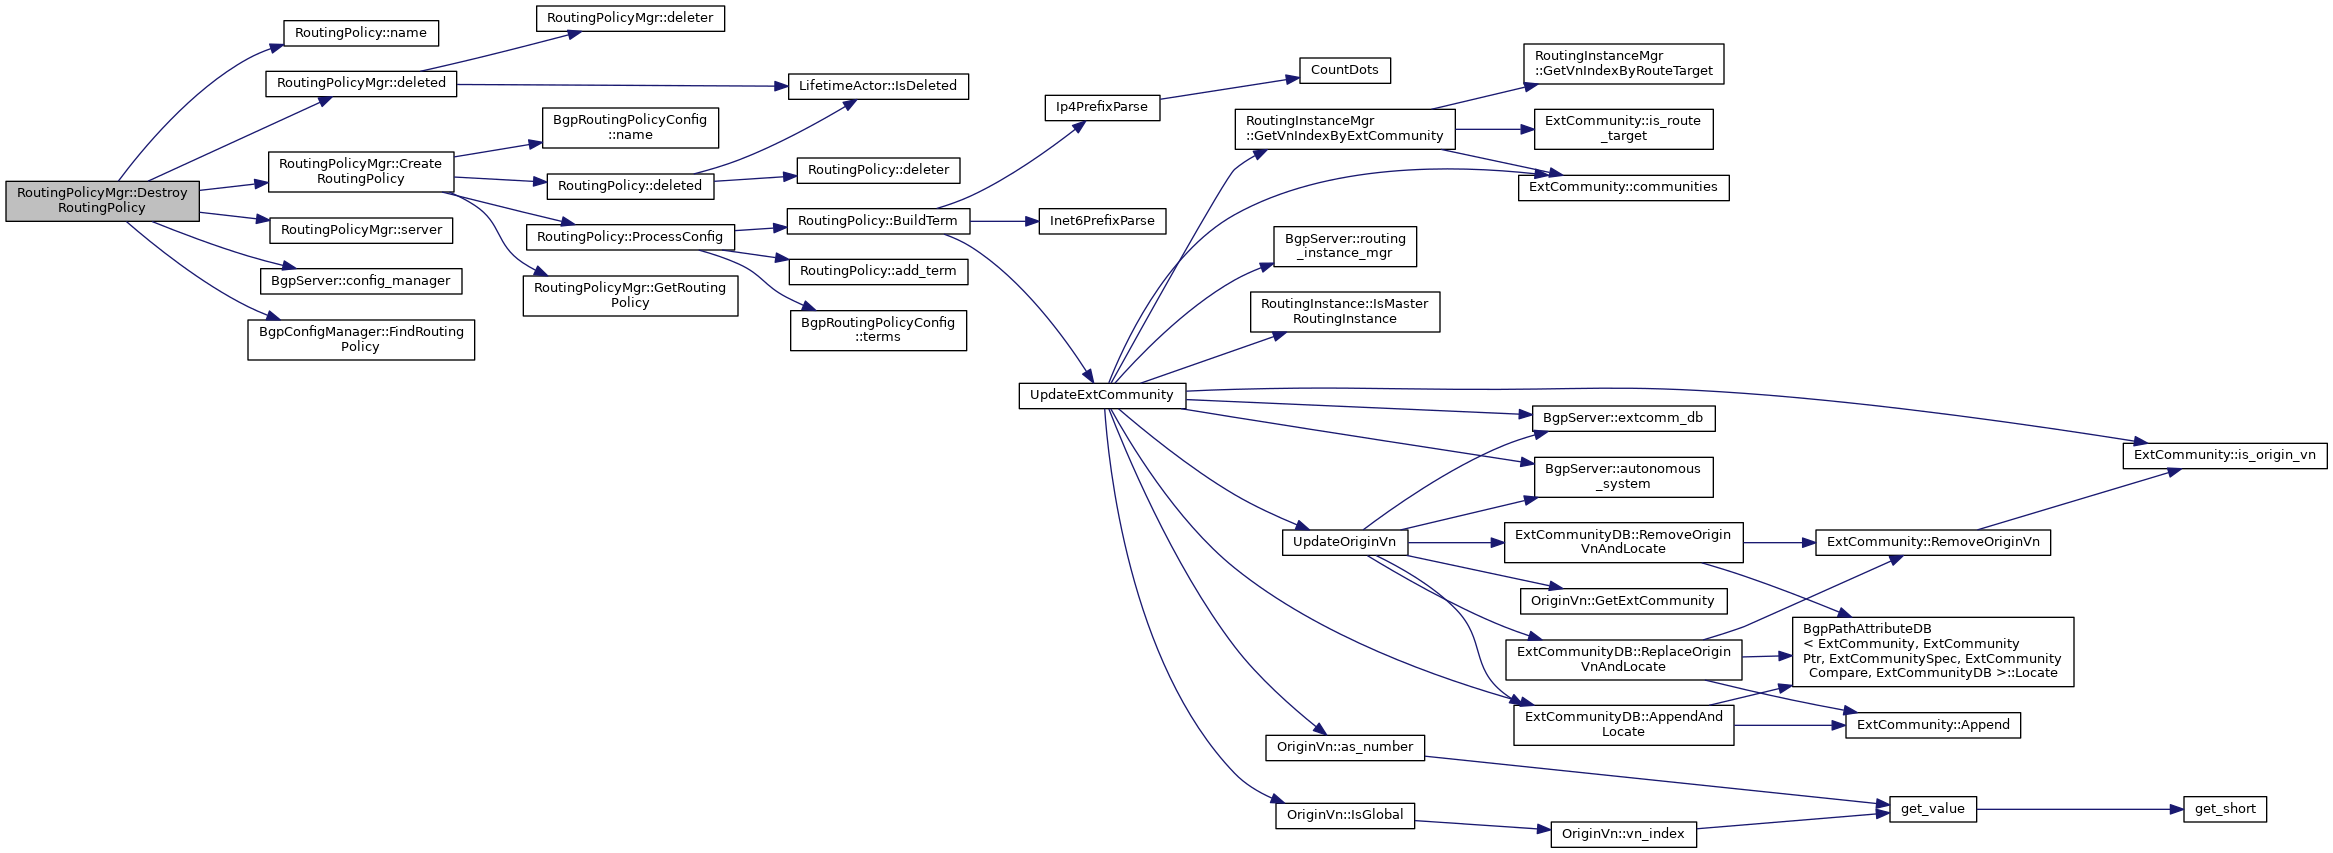 RoutingPolicyMgr::Destroy
RoutingPolicy
RoutingPolicy::name
RoutingPolicyMgr::deleted
RoutingPolicyMgr::Create
RoutingPolicy
RoutingPolicyMgr::server
BgpServer::config_manager
BgpConfigManager::FindRouting
Policy
RoutingPolicyMgr::deleter
LifetimeActor::IsDeleted
BgpRoutingPolicyConfig
::name
RoutingPolicy::deleted
RoutingPolicy::deleter
RoutingPolicy::ProcessConfig
RoutingPolicyMgr::GetRouting
Policy
RoutingPolicy::BuildTerm
RoutingPolicy::add_term
BgpRoutingPolicyConfig
::terms
Ip4PrefixParse
CountDots
Inet6PrefixParse
UpdateExtCommunity
RoutingInstanceMgr
::GetVnIndexByExtCommunity
RoutingInstanceMgr
::GetVnIndexByRouteTarget
ExtCommunity::is_route
_target
ExtCommunity::communities
BgpServer::routing
_instance_mgr
RoutingInstance::IsMaster
RoutingInstance
BgpServer::extcomm_db
BgpServer::autonomous
_system
ExtCommunity::is_origin_vn
UpdateOriginVn
ExtCommunityDB::RemoveOrigin
VnAndLocate
ExtCommunity::RemoveOriginVn
OriginVn::GetExtCommunity
ExtCommunityDB::ReplaceOrigin
VnAndLocate
BgpPathAttributeDB
< ExtCommunity, ExtCommunity
Ptr, ExtCommunitySpec, ExtCommunity
Compare, ExtCommunityDB >::Locate
ExtCommunityDB::AppendAnd
Locate
ExtCommunity::Append
OriginVn::as_number
OriginVn::IsGlobal
OriginVn::vn_index
get_value
get_short